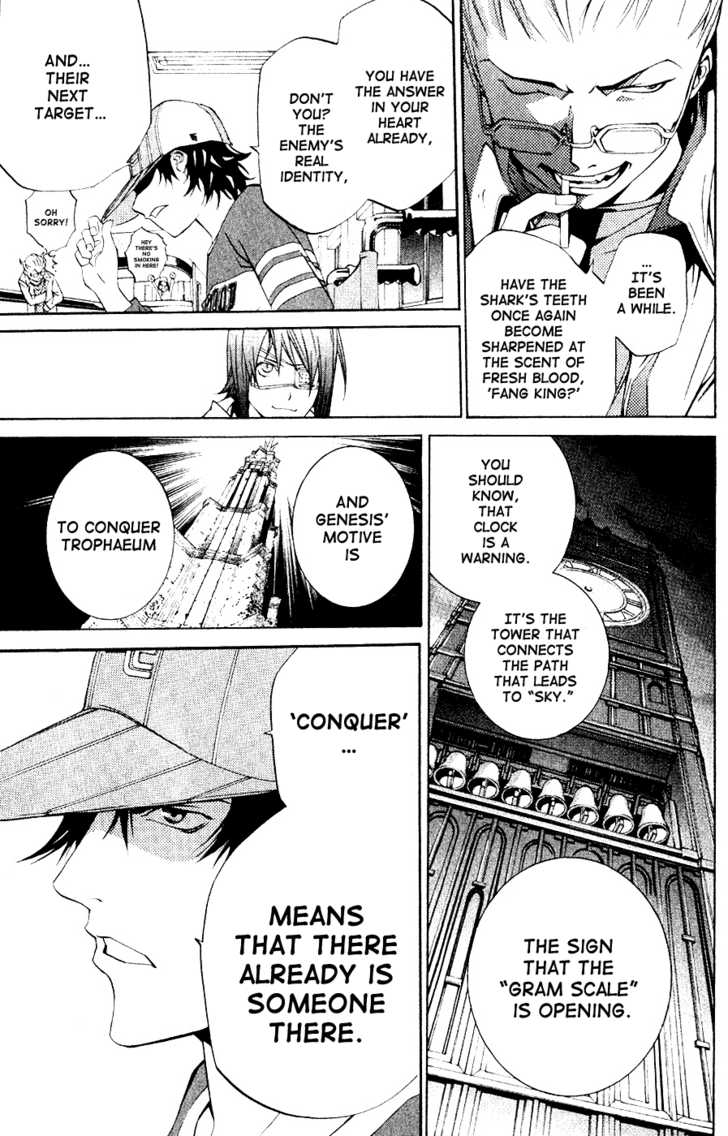 ...
IT'S
BEEN
A WHILE.
HAVE THE
SHARK'S TEETH
ONCE AGAIN
BECOME
SHARPENED AT
THE SCENT OF
FRESH BLOOD,
'FANG KING?'
YOU HAVE
THE ANSWER
IN YOUR
HEART
ALREADY,
DON'T
YOU?
THE
ENEMY'S
REAL
IDENTITY,
AND...
THEIR
NEXT
TARGET...
HEY
THERE'S
NO
SMOKING
IN HERE!
OH
SORRY!
YOU
SHOULD
KNOW,
THAT
CLOCK
IS A
WARNING.
IT'S THE
TOWER THAT
CONNECTS
THE PATH
THAT LEADS
TO "SKY."
THE SIGN
THAT THE
"GRAM SCALE"
IS OPENING.
AND
GENESIS'
MOTIVE
IS
TO CONQUER
TROPHAEUM
'CONQUER'
...
MEANS
THAT THERE
ALREADY IS
SOMEONE
THERE.